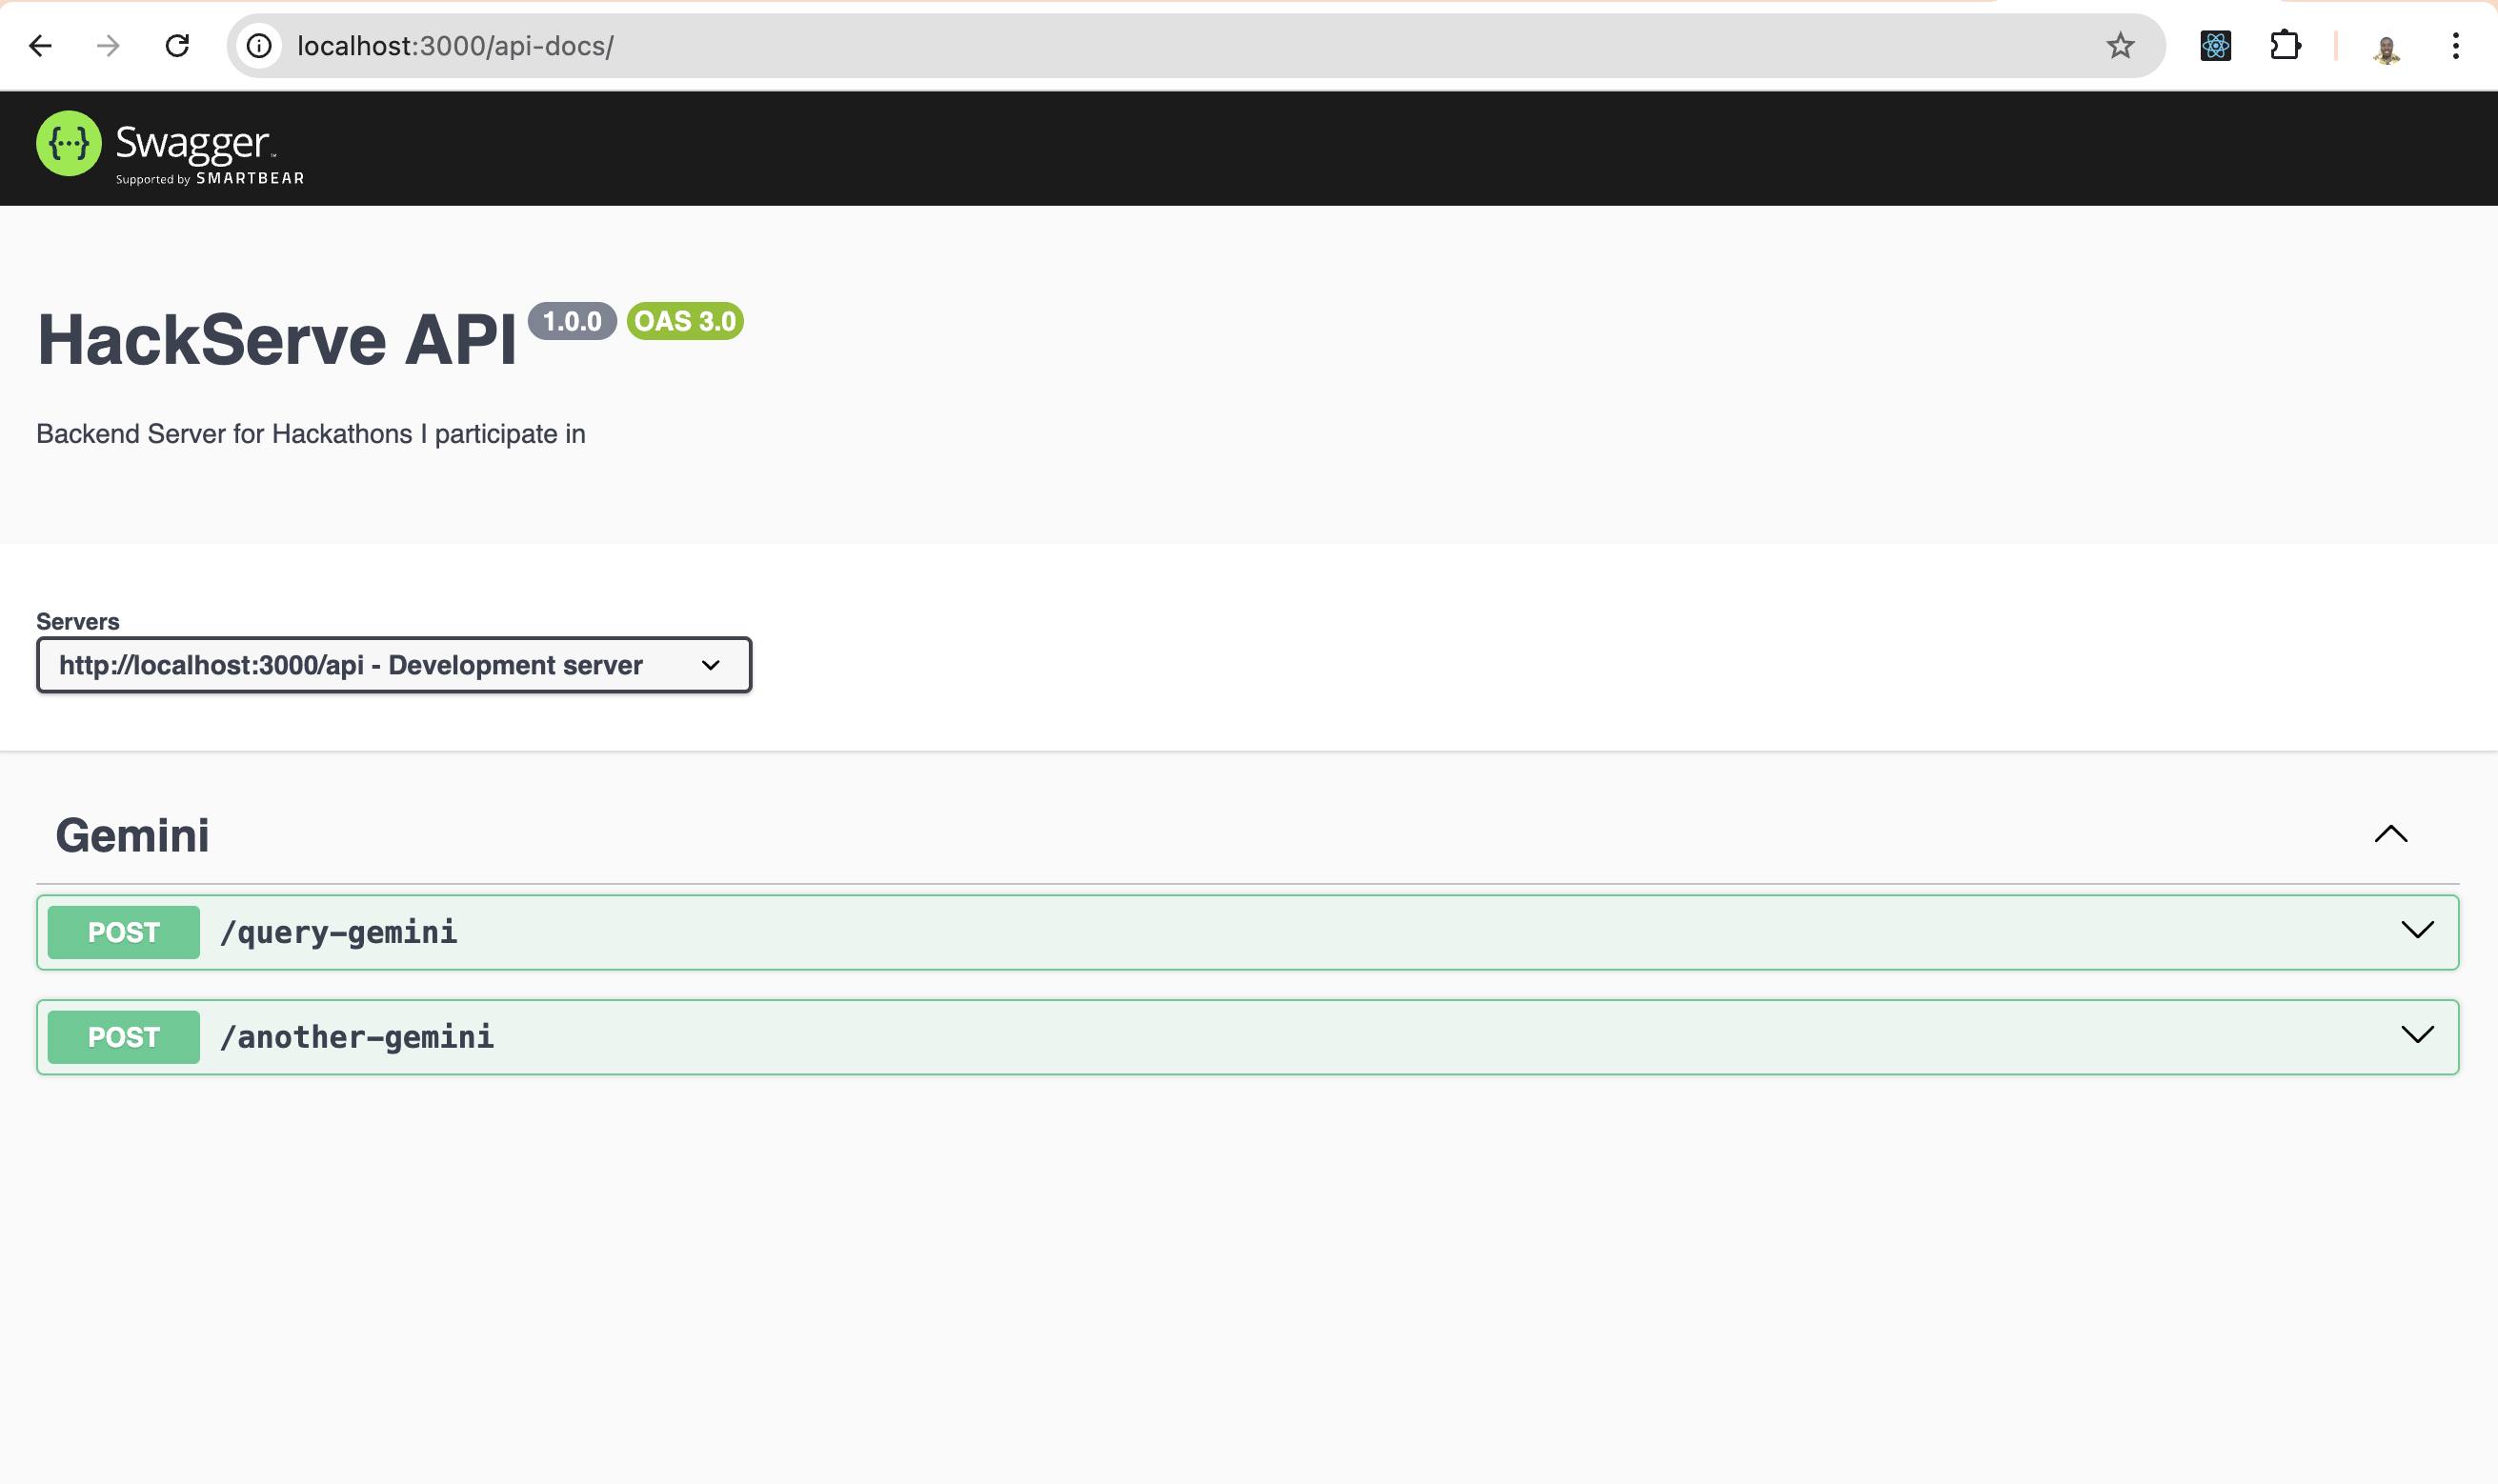 localhost:3000/api-docs/
{...} Swagger™
Supported by SMARTBEAR
HackServe API 1.0.0 OAS 3.0
Backend Server for Hackathons I participate in
Servers
http://localhost:3000/api - Development server
Gemini
POST /query-gemini
POST /another-gemini